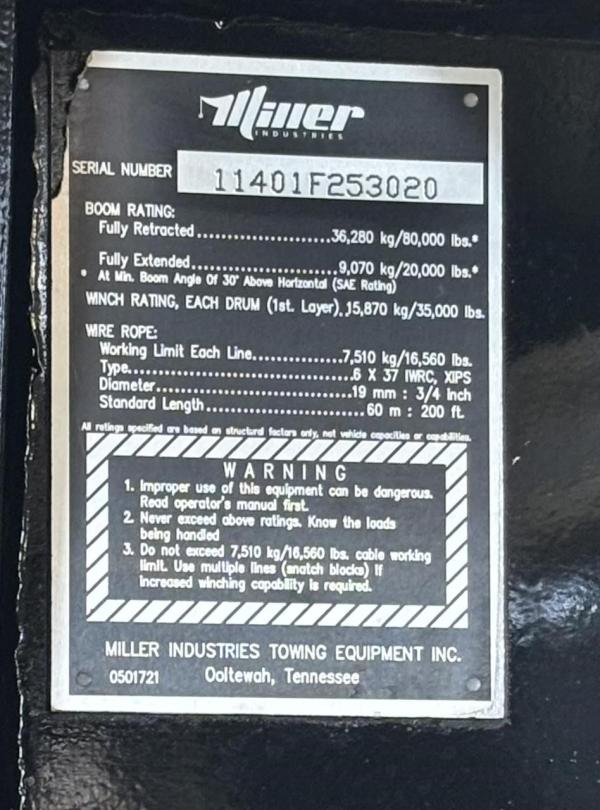 Miller
INDUSTRIES
SERIAL NUMBER 11401F253020
BOOM RATING:
Fully Retracted..............................36,280 kg/80,000 lbs.*
Fully Extended..............................9,070 kg/20,000 lbs.*
* At Min. Boom Angle Of 30° Above Horizontal (SAE Rating)
WINCH RATING, EACH DRUM (1st. Layer).15,870 kg/35,000 lbs.
WIRE ROPE:
Working Limit Each Line..................7,510 kg/16,560 lbs.
Type..............................................6 X 37 IWRC, XIPS
Diameter........................................19 mm : 3/4 inch
Standard Length..................................60 m : 200 ft.
All ratings specified are based on structural factors only, not vehicle capacities or capabilities.
WARNING
1. Improper use of this equipment can be dangerous.
Read operator's manual first.
2. Never exceed above ratings. Know the loads
being handled
3. Do not exceed 7,510 kg/16,560 lbs. cable working
limit. Use multiple lines (snatch blocks) if
increased winching capability is required.
MILLER INDUSTRIES TOWING EQUIPMENT INC.
0501721 Ooltewah, Tennessee